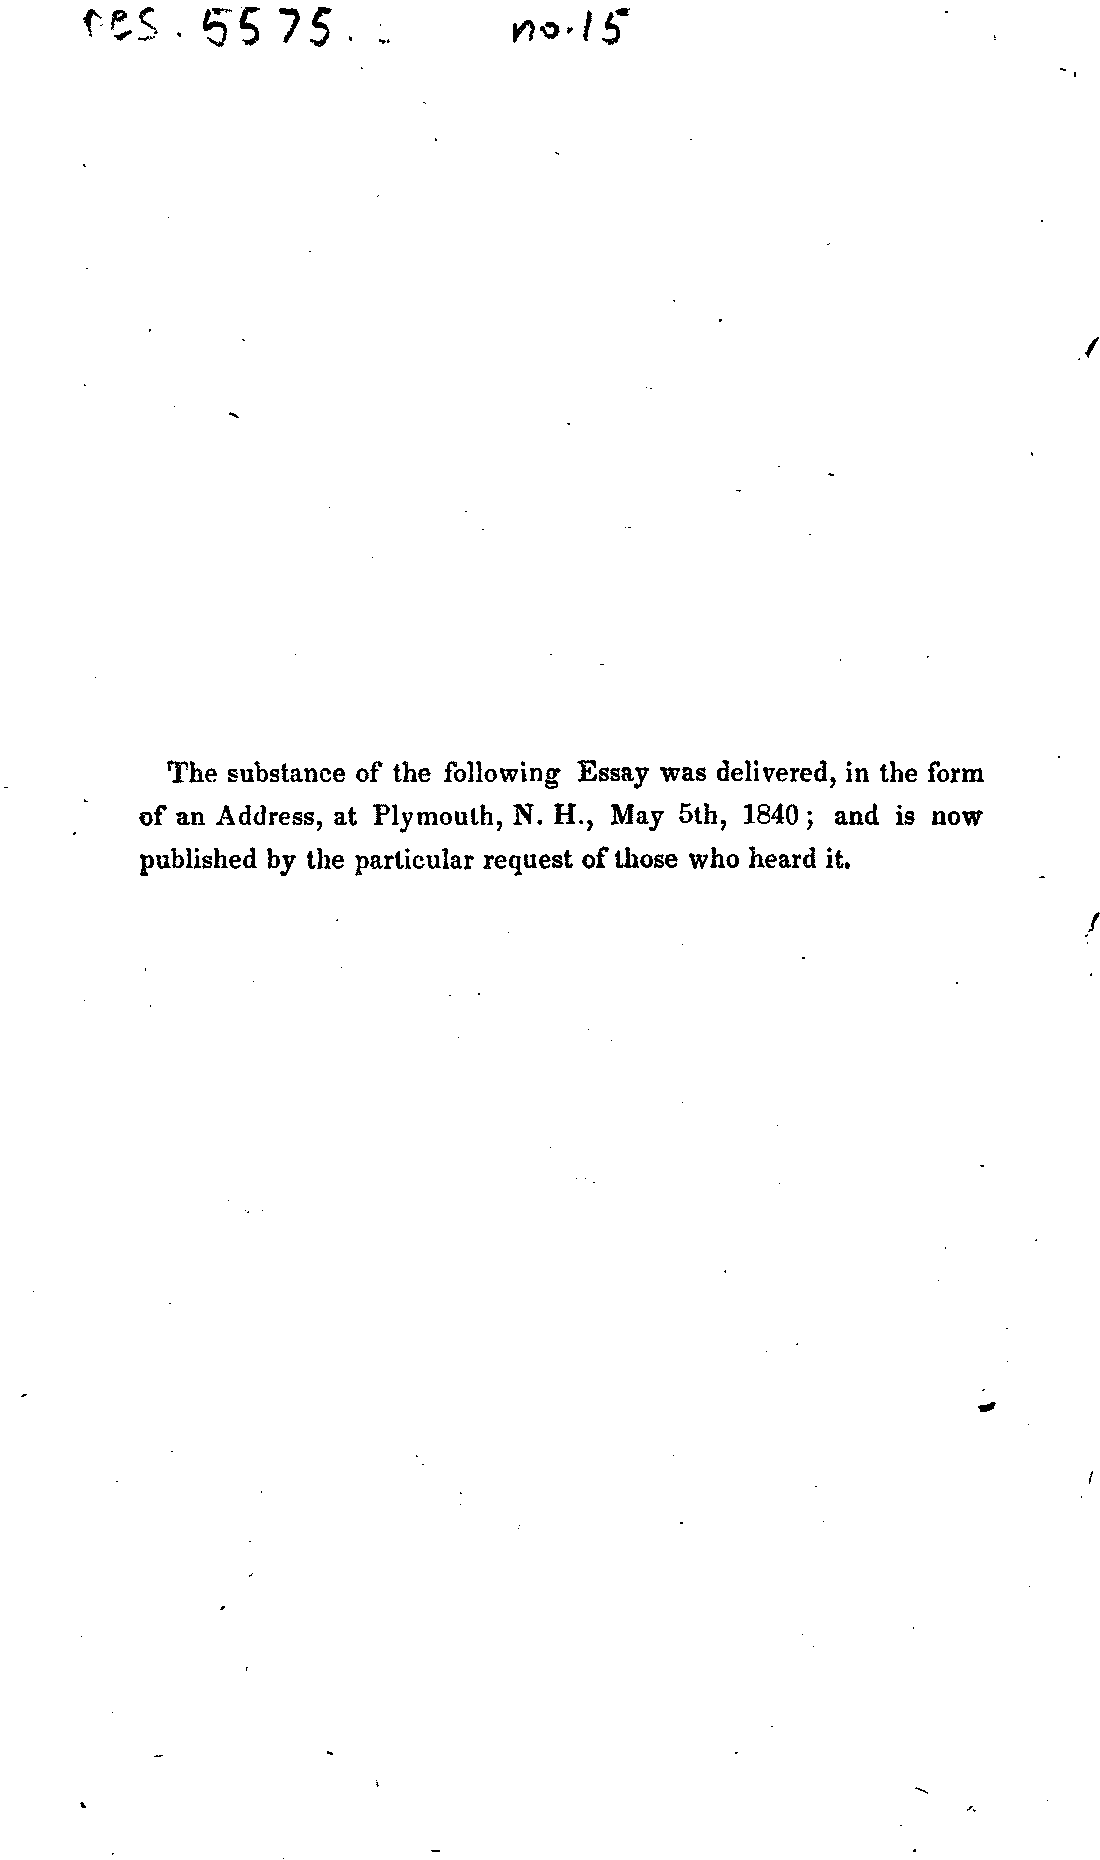 res. 5575. no.15
The substance of the following Essay was delivered, in the form
of an Address, at Plymouth, N. H., May 5th, 1840; and is now
published by the particular request of those who heard it.